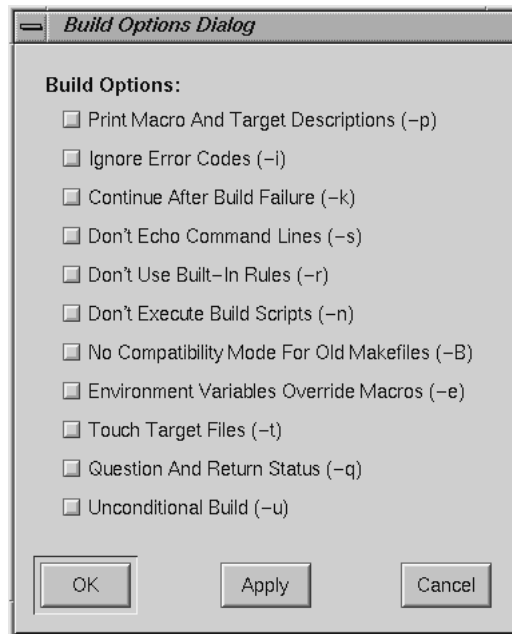 Build Options Dialog
Build Options:
Print Macro And Target Descriptions (−p)
Ignore Error Codes (−i)
Continue After Build Failure (−k)
Don't Echo Command Lines (−s)
Don't Use Built−In Rules (−r)
Don't Execute Build Scripts (−n)
No Compatibility Mode For Old Makefiles (−B)
Environment Variables Override Macros (−e)
Touch Target Files (−t)
Question And Return Status (−q)
Unconditional Build (−u)
OK Apply Cancel